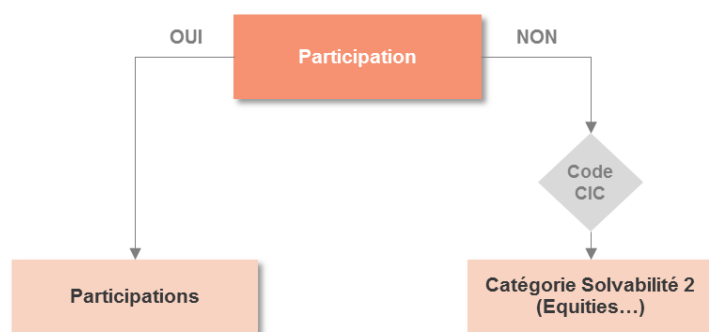 OUI
Participation
NON
Code
CIC
Participations
Catégorie Solvabilité 2
(Equities…)